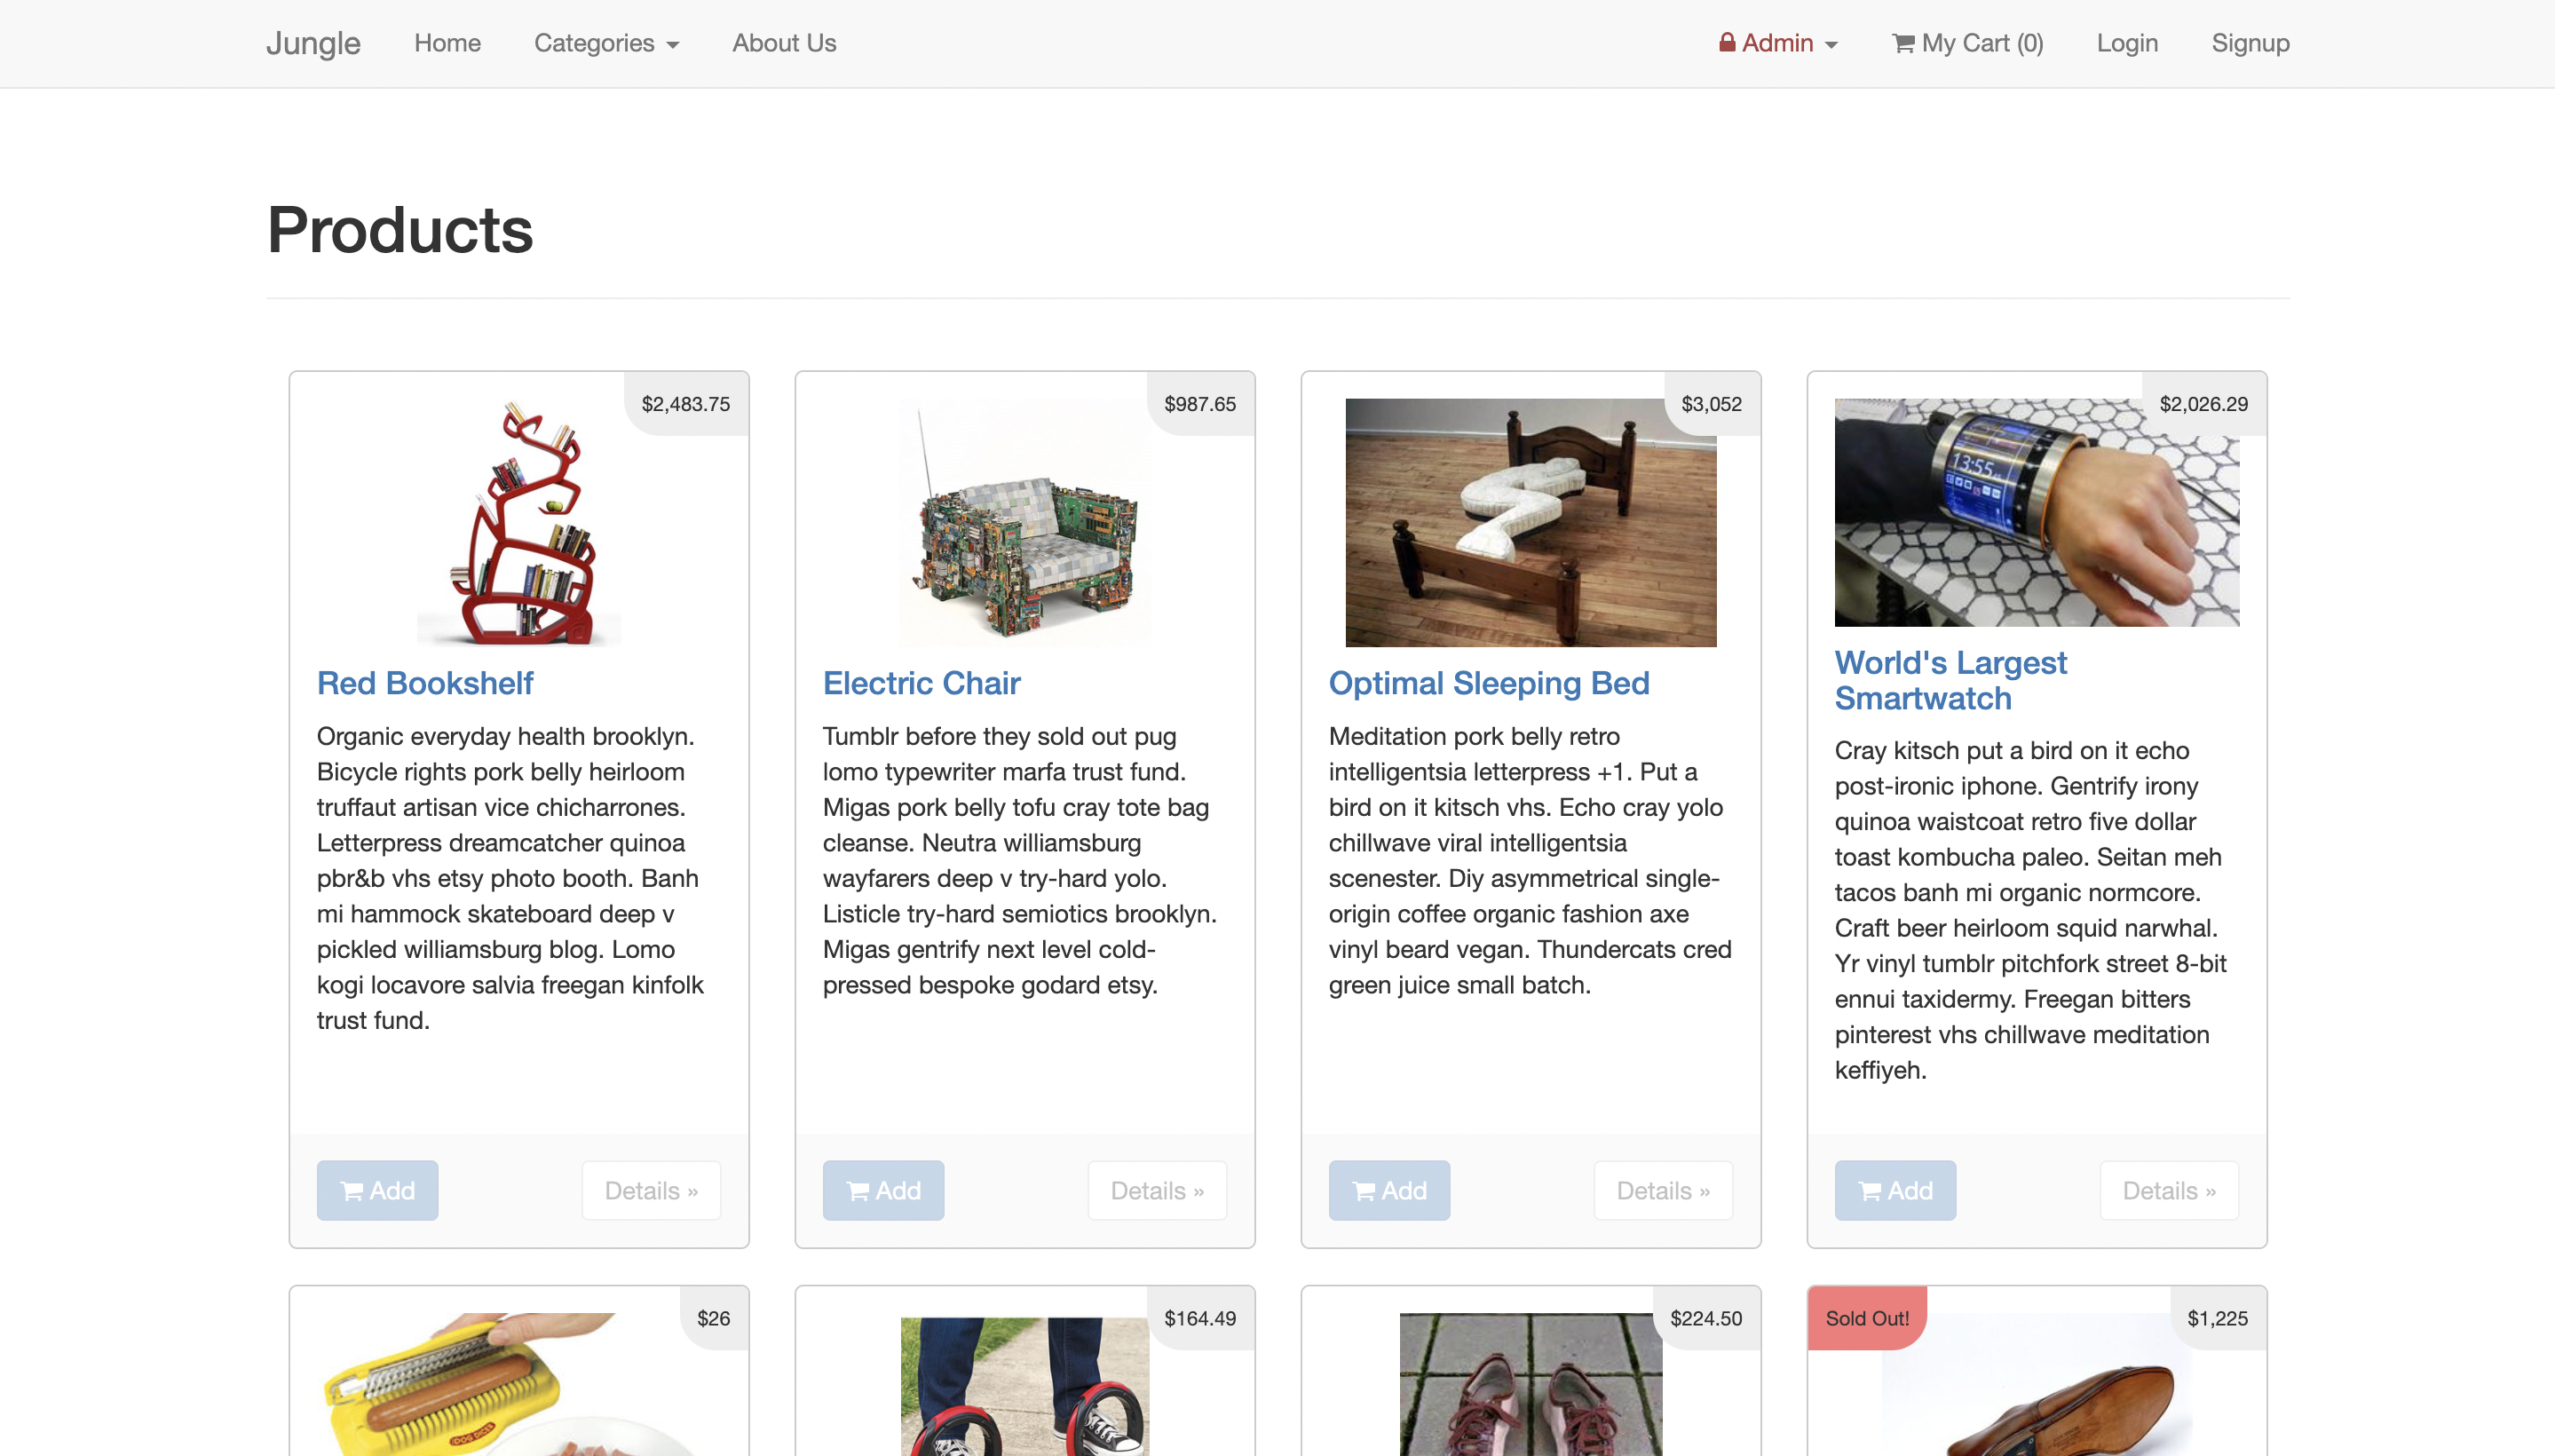 Jungle Home Categories About Us Admin My Cart (0) Login Signup
Products
$2,483.75
Red Bookshelf
Organic everyday health brooklyn.
Bicycle rights pork belly heirloom
truffaut artisan vice chicharrones.
Letterpress dreamcatcher quinoa
pbr&b vhs etsy photo booth. Banh
mi hammock skateboard deep v
pickled williamsburg blog. Lomo
kogi locavore salvia freegan kinfolk
trust fund.
Add Details »
$987.65
Electric Chair
Tumblr before they sold out pug
lomo typewriter marfa trust fund.
Migas pork belly tofu cray tote bag
cleanse. Neutra williamsburg
wayfarers deep v try-hard yolo.
Listicle try-hard semiotics brooklyn.
Migas gentrify next level cold-
pressed bespoke godard etsy.
Add Details »
$3,052
Optimal Sleeping Bed
Meditation pork belly retro
intelligentsia letterpress +1. Put a
bird on it kitsch vhs. Echo cray yolo
chillwave viral intelligentsia
scenester. Diy asymmetrical single-
origin coffee organic fashion axe
vinyl beard vegan. Thundercats cred
green juice small batch.
Add Details »
$2,026.29
13:55
World's Largest
Smartwatch
Cray kitsch put a bird on it echo
post-ironic iphone. Gentrify irony
quinoa waistcoat retro five dollar
toast kombucha paleo. Seitan meh
tacos banh mi organic normcore.
Craft beer heirloom squid narwhal.
Yr vinyl tumblr pitchfork street 8-bit
ennui taxidermy. Freegan bitters
pinterest vhs chillwave meditation
keffiyeh.
Add Details »
$26
$164.49
$224.50
Sold Out! $1,225